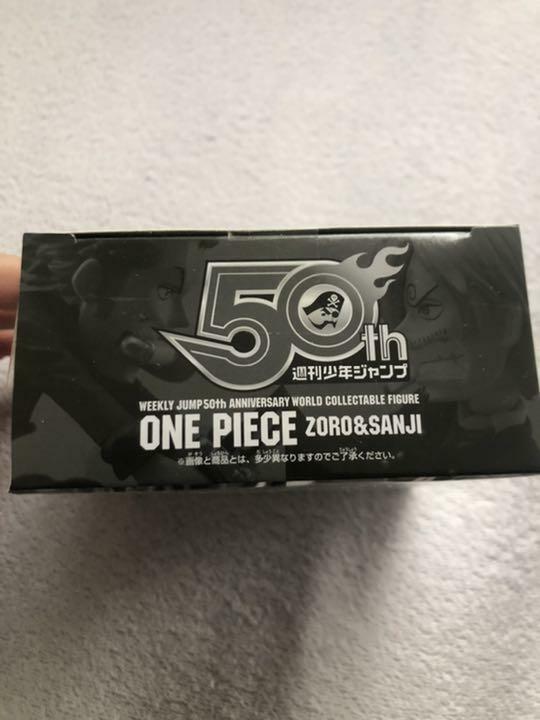 50th
週刊少年ジャンプ
WEEKLY JUMP 50th ANNIVERSARY WORLD COLLECTABLE FIGURE
ONE PIECE ZORO&SANJI
※画像と商品とは、多少異なりますのでご了承ください。